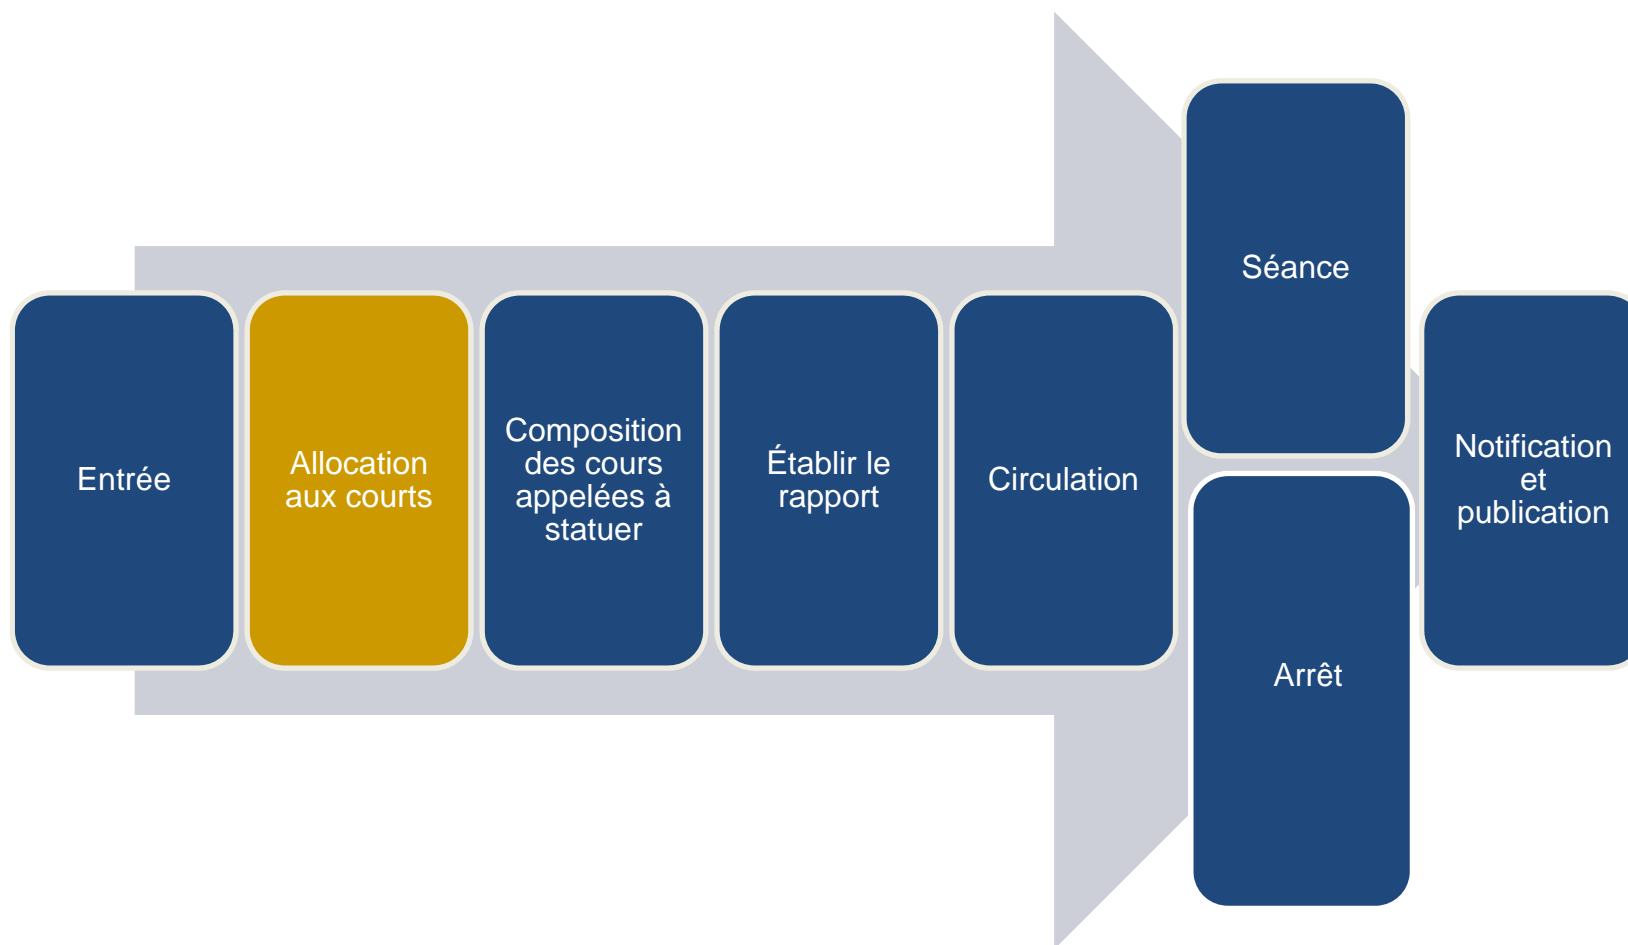 Entrée
Allocation
aux courts
Composition
des cours
appelées à
statuer
Établir le
rapport
Circulation
Séance
Arrêt
Notification
et
publication